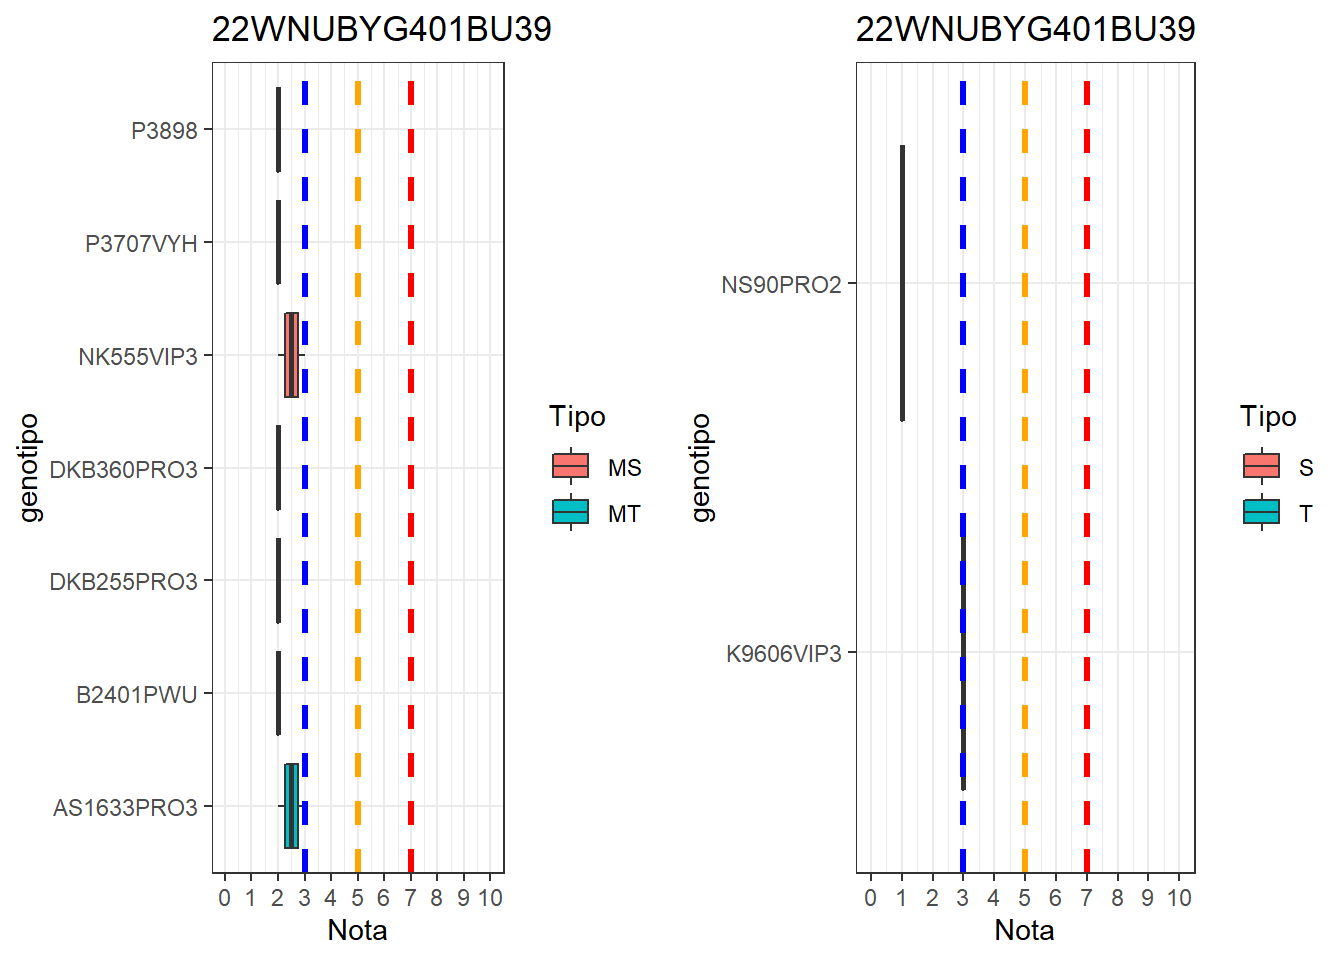 22WNUBYG401BU39
P3898
P3707VYH
NK555VIP3
DKB360PRO3
DKB255PRO3
B2401PWU
AS1633PRO3
genotipo
0 1 2 3 4 5 6 7 8 9 10
Nota
Tipo
MS
MT
22WNUBYG401BU39
NS90PRO2
K9606VIP3
genotipo
0 1 2 3 4 5 6 7 8 9 10
Nota
Tipo
S
T